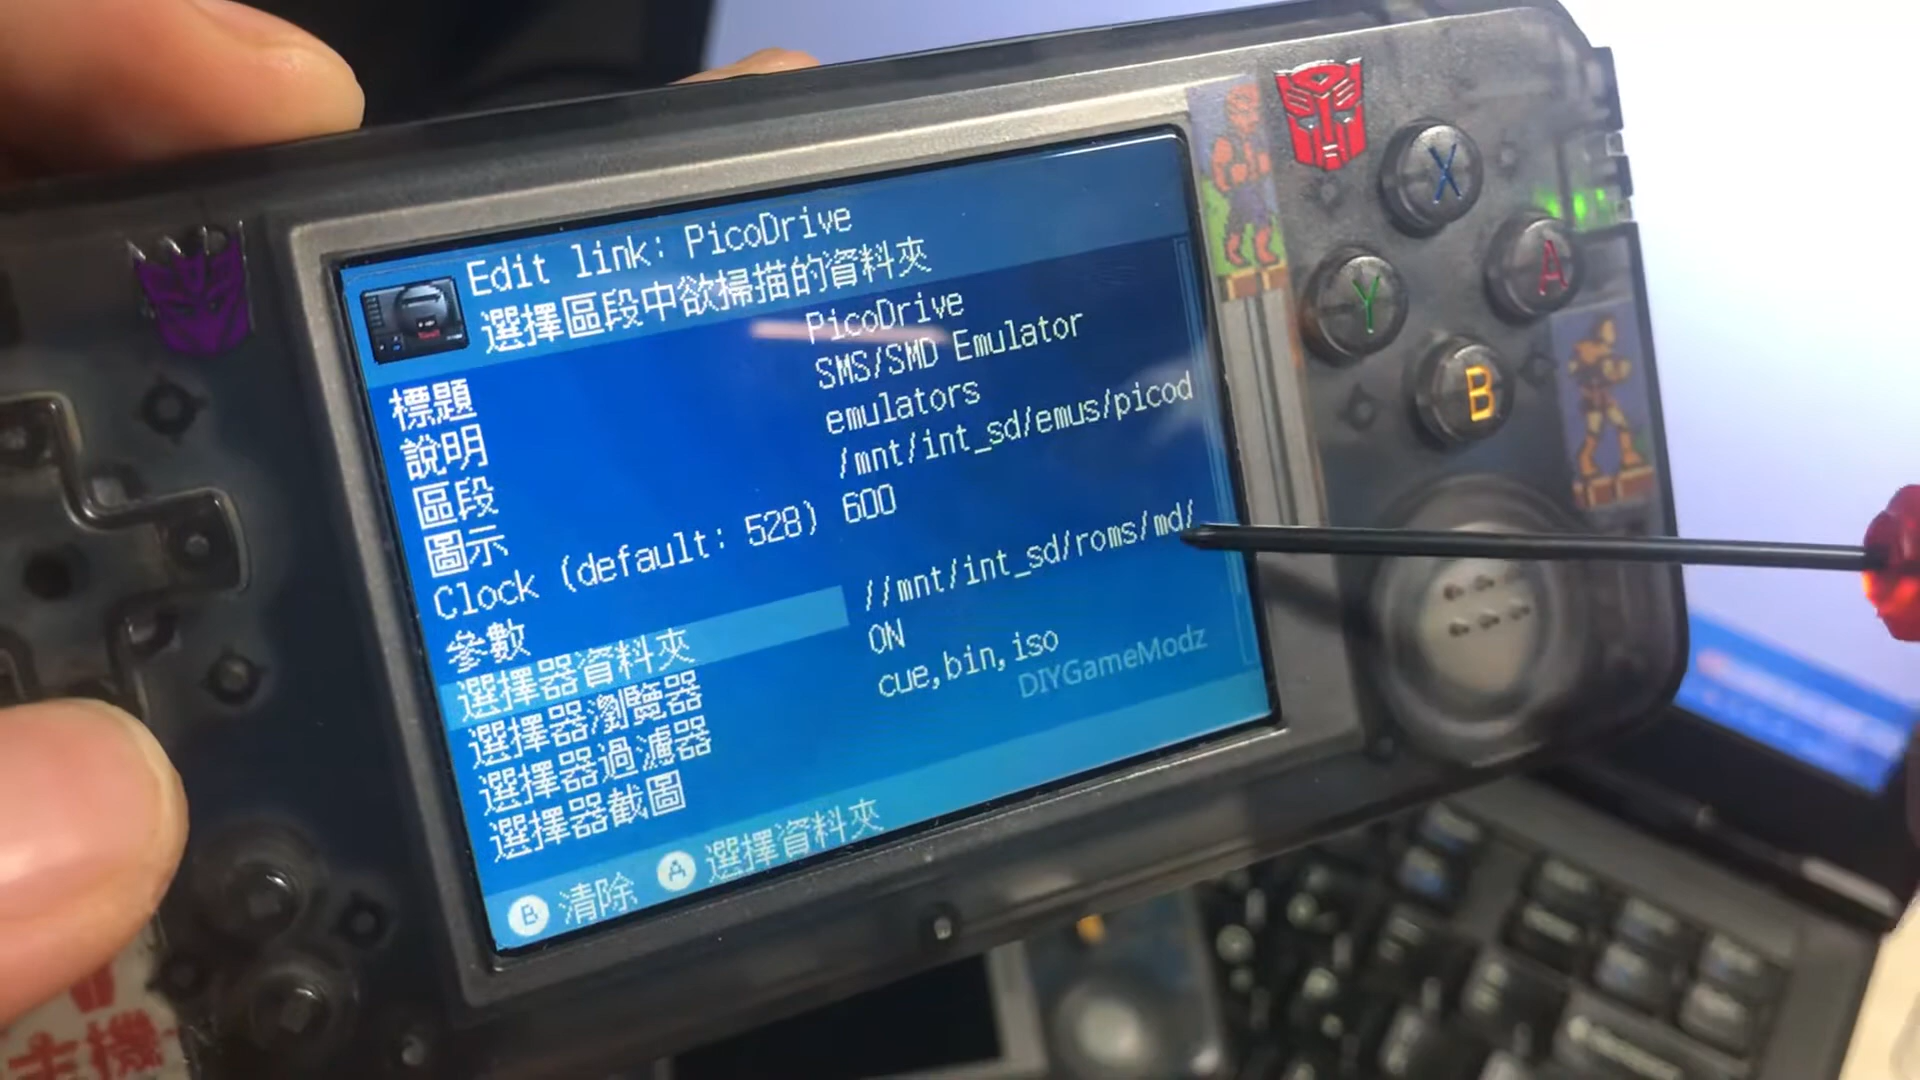 Edit link: PicoDrive
選擇區段中欲掃描的資料夾
標題 PicoDrive
說明 SMS/SMD Emulator
區段 emulators
圖示 /mnt/int_sd/emus/picod
Clock (default: 528) 600
參數
選擇器資料夾 //mnt/int_sd/roms/md/
選擇器瀏覽器 ON
選擇器過濾器 cue,bin,iso
選擇器截圖
DIYGameModz
B 清除 A 選擇資料夾
X
A
Y
B
主機